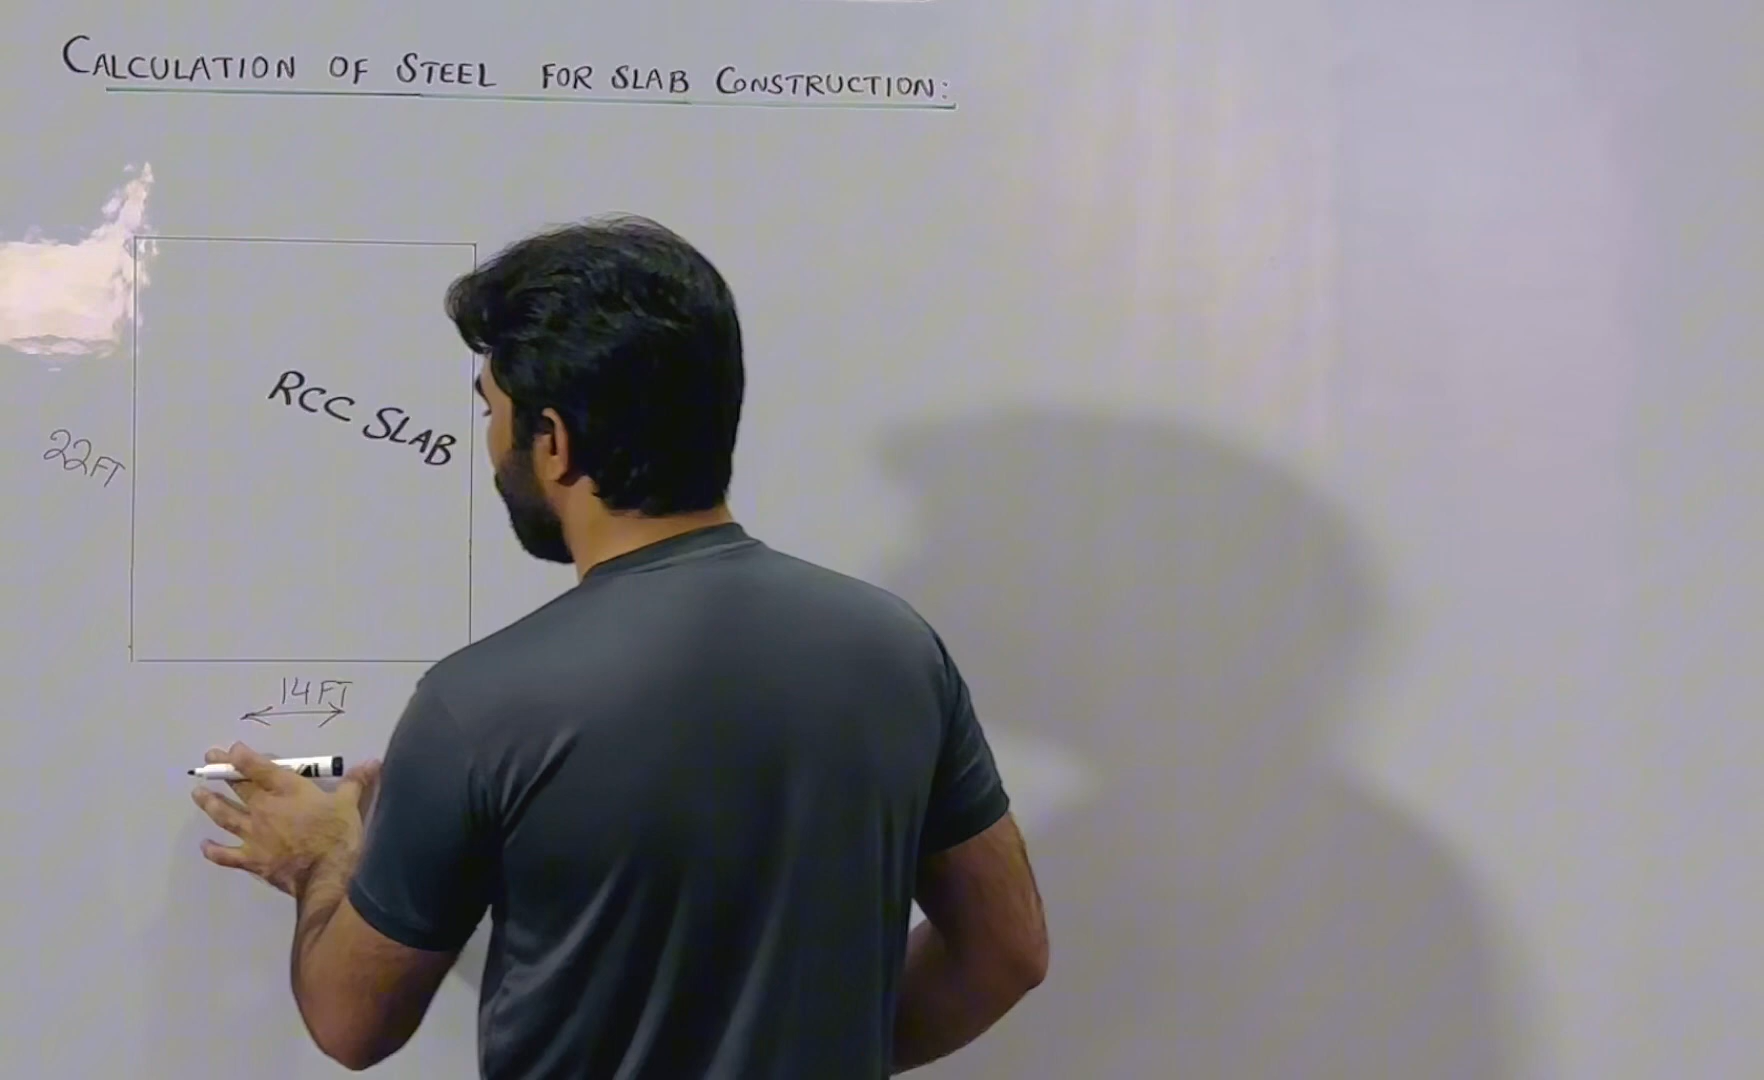 CALCULATION OF STEEL FOR SLAB CONSTRUCTION:
RCC SLAB
22FT
14FT